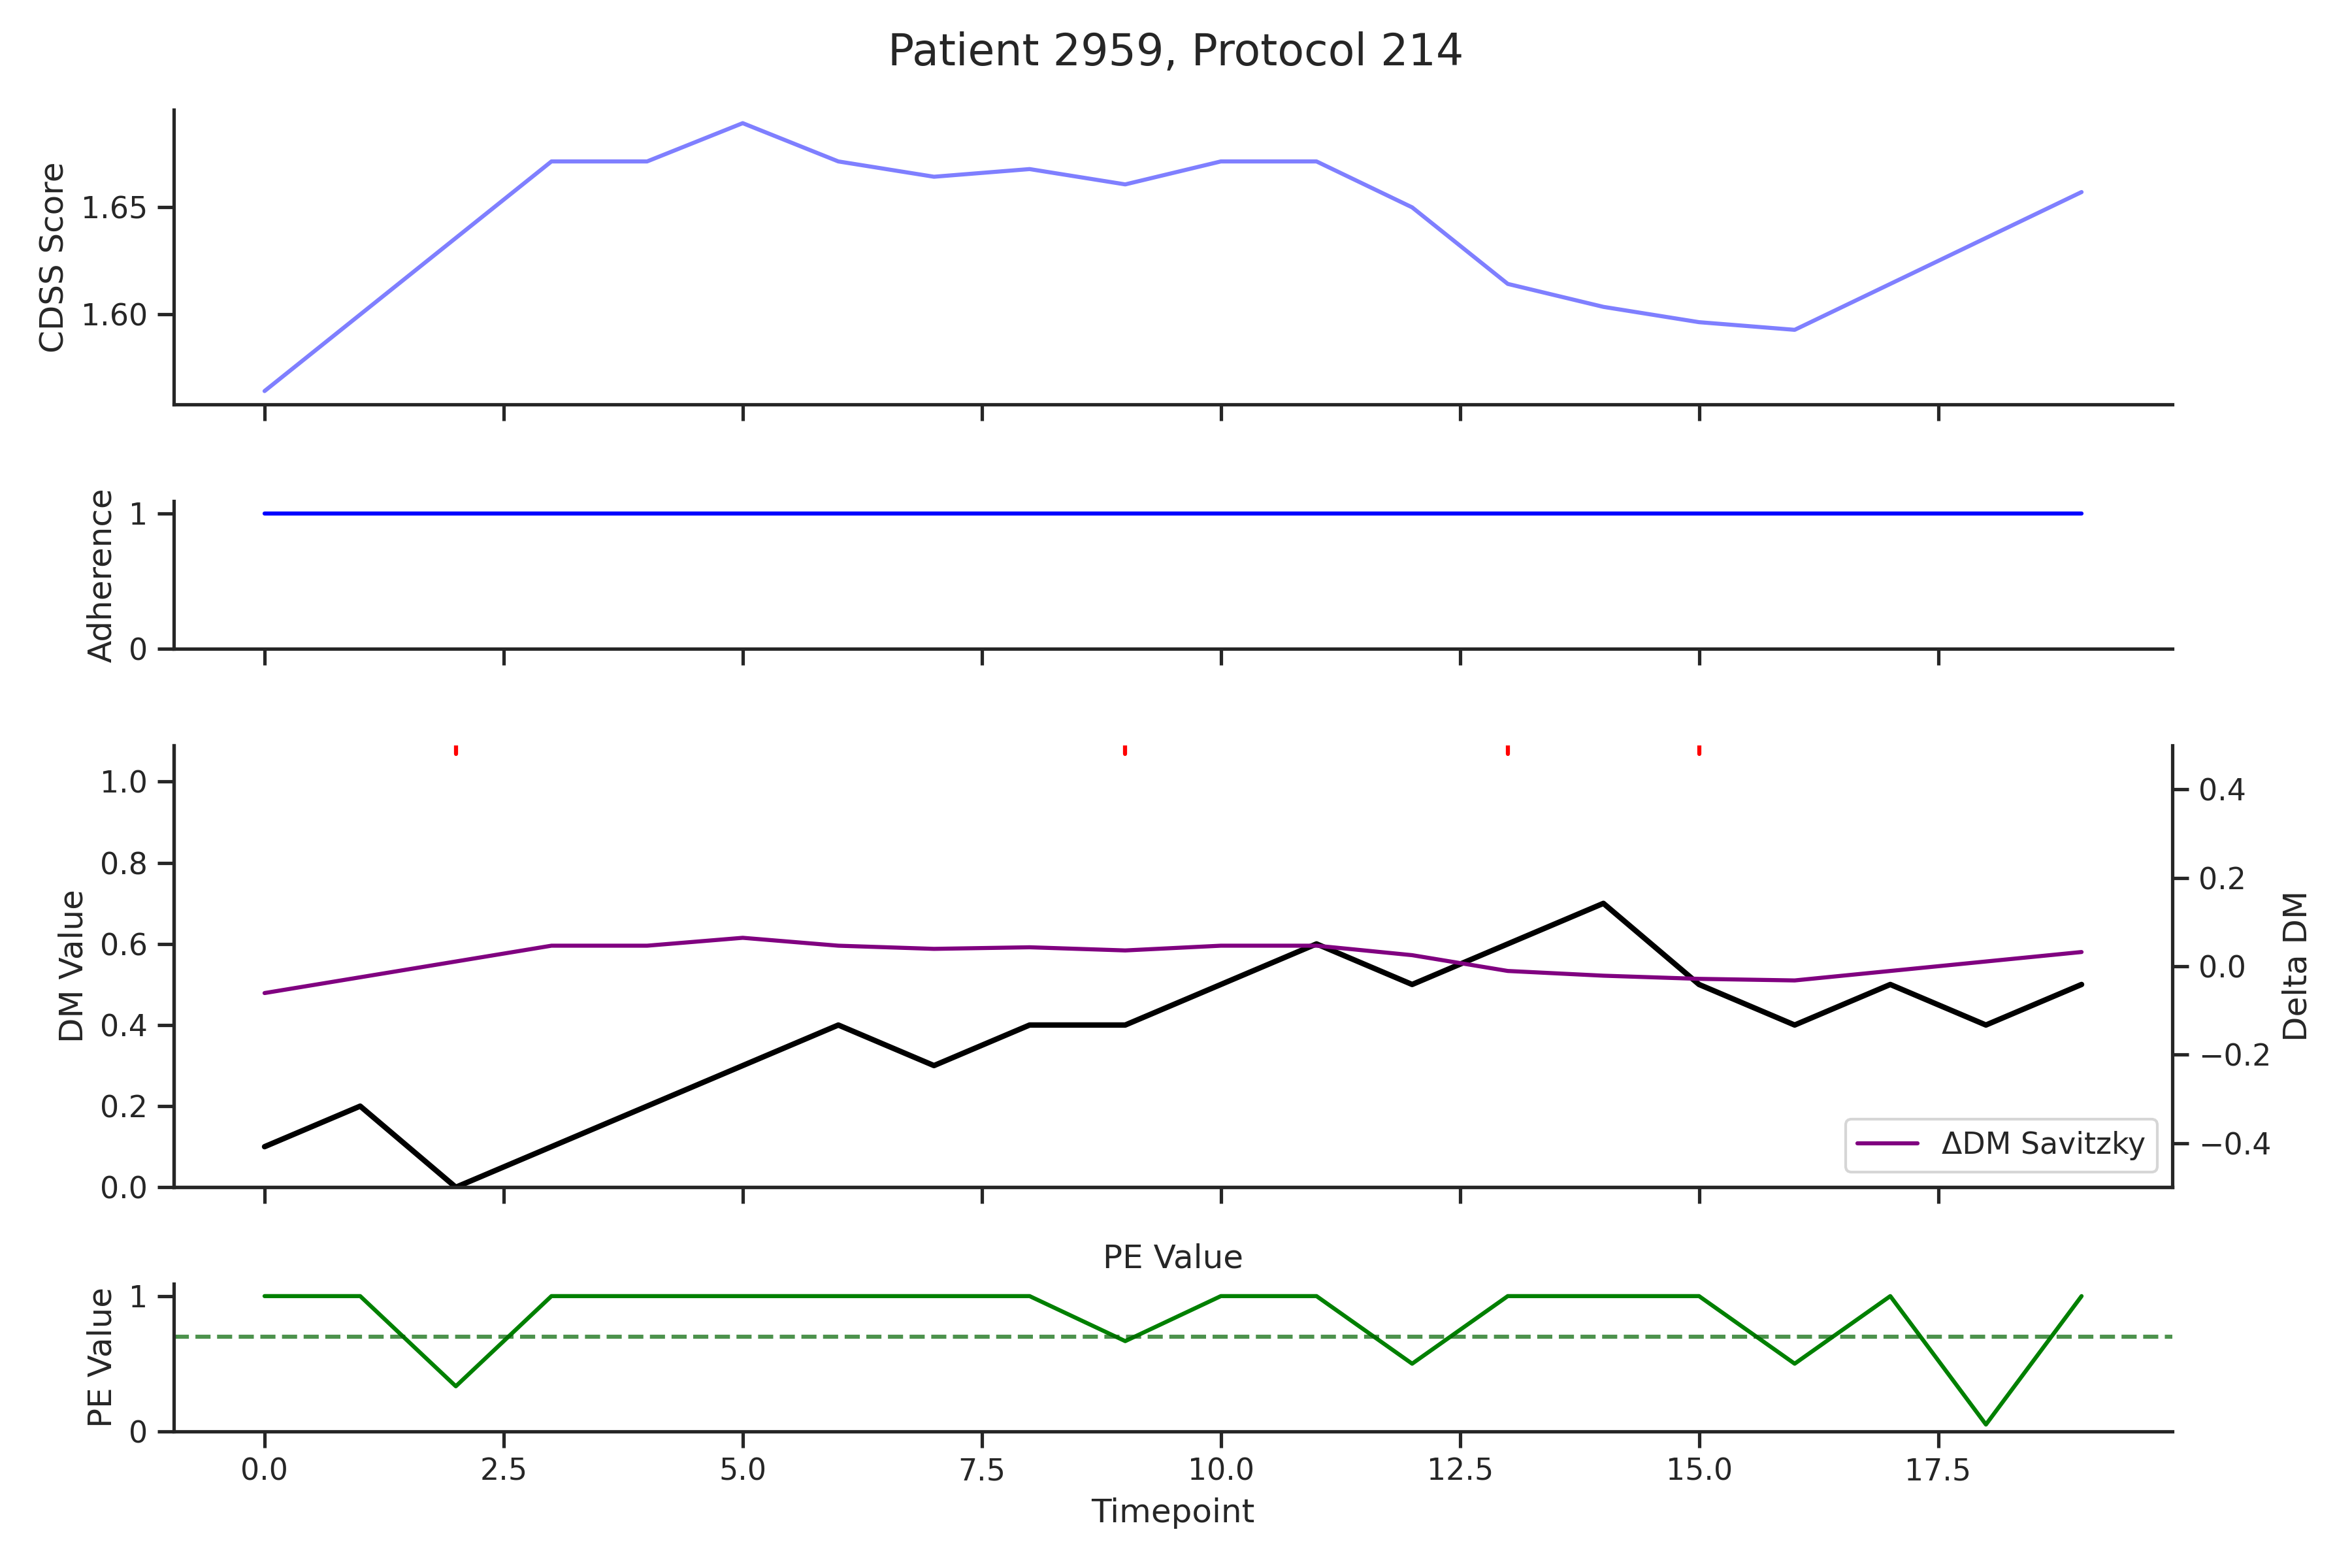 Patient 2959, Protocol 214
CDSS Score
1.65
1.60
Adherence
1
0
DM Value
1.0
0.8
0.6
0.4
0.2
0.0
0.4
0.2
0.0
−0.2
−0.4
Delta DM
ΔDM Savitzky
PE Value
PE Value
1
0
0.0 2.5 5.0 7.5 10.0 12.5 15.0 17.5
Timepoint